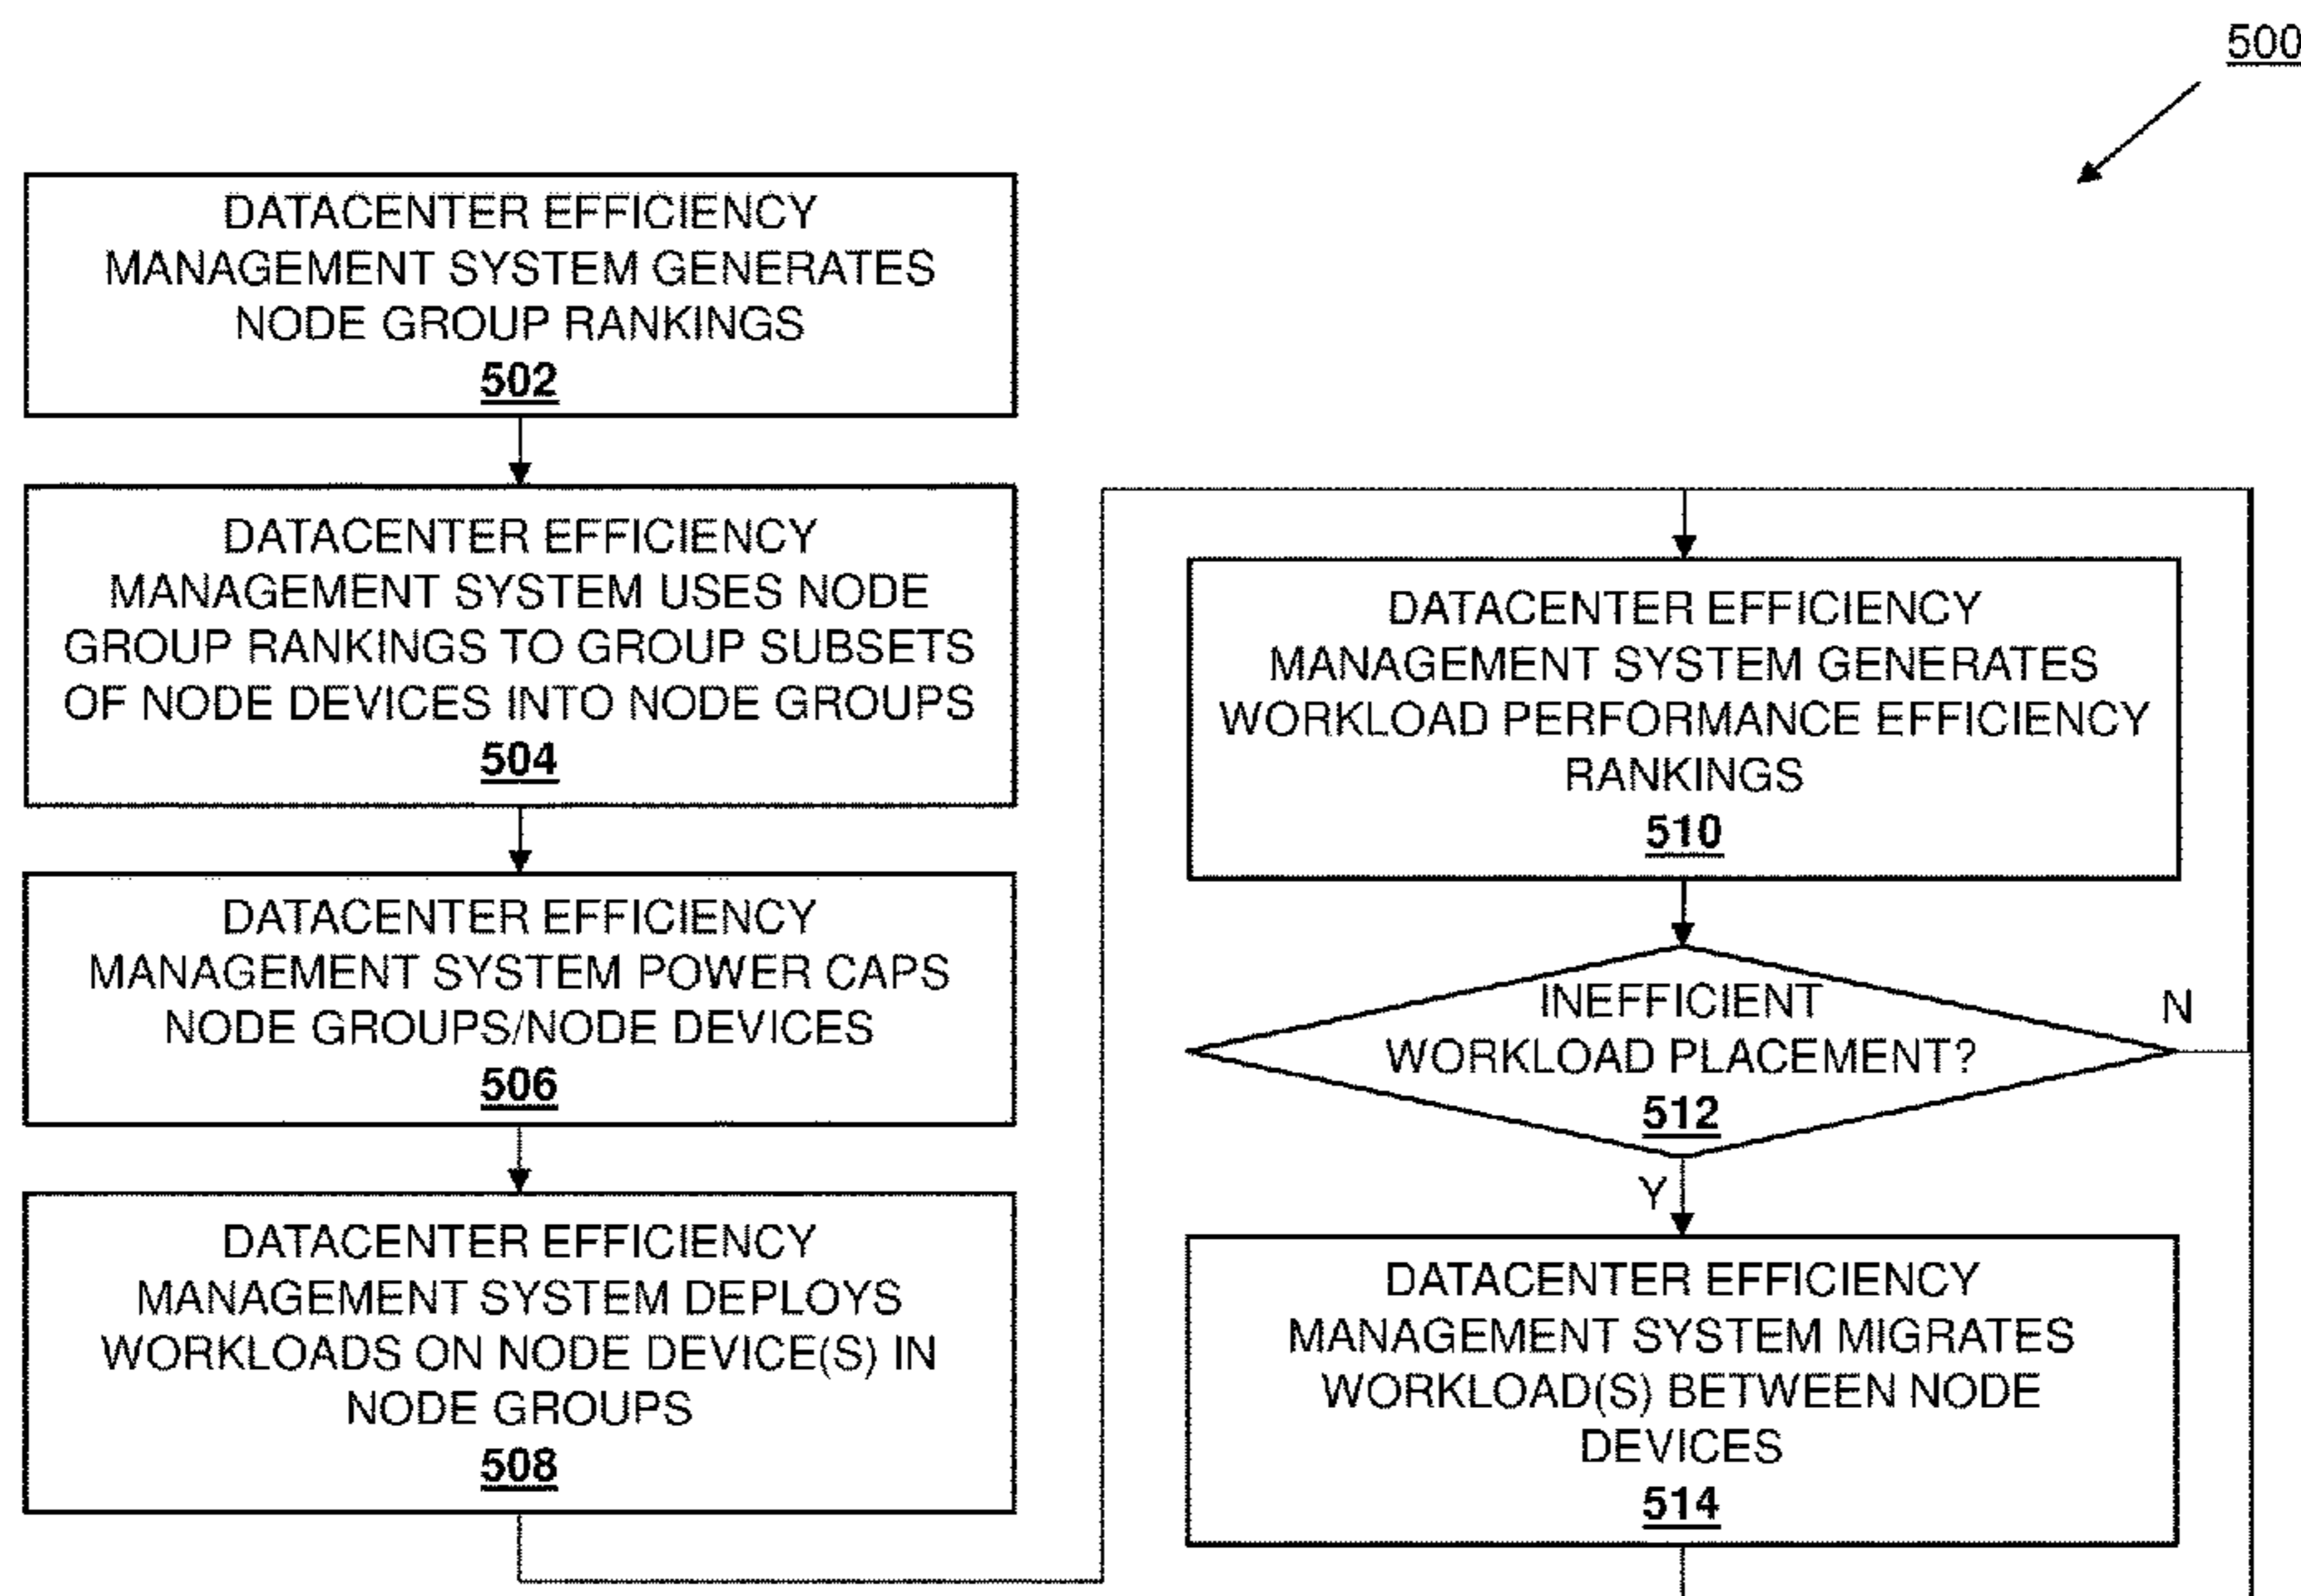 500
DATACENTER EFFICIENCY
MANAGEMENT SYSTEM GENERATES
NODE GROUP RANKINGS
502
DATACENTER EFFICIENCY
MANAGEMENT SYSTEM USES NODE
GROUP RANKINGS TO GROUP SUBSETS
OF NODE DEVICES INTO NODE GROUPS
504
DATACENTER EFFICIENCY
MANAGEMENT SYSTEM POWER CAPS
NODE GROUPS/NODE DEVICES
506
DATACENTER EFFICIENCY
MANAGEMENT SYSTEM DEPLOYS
WORKLOADS ON NODE DEVICE(S) IN
NODE GROUPS
508
DATACENTER EFFICIENCY
MANAGEMENT SYSTEM GENERATES
WORKLOAD PERFORMANCE EFFICIENCY
RANKINGS
510
INEFFICIENT
WORKLOAD PLACEMENT?
512
N
Y
DATACENTER EFFICIENCY
MANAGEMENT SYSTEM MIGRATES
WORKLOAD(S) BETWEEN NODE
DEVICES
514